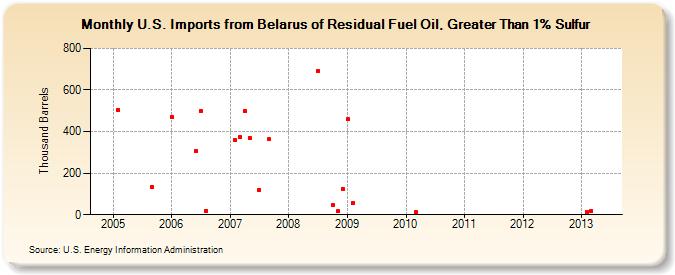 Monthly U.S. Imports from Belarus of Residual Fuel Oil, Greater Than 1% Sulfur
Thousand Barrels
800
600
400
200
0
2005 2006 2007 2008 2009 2010 2011 2012 2013
Source: U.S. Energy Information Administration